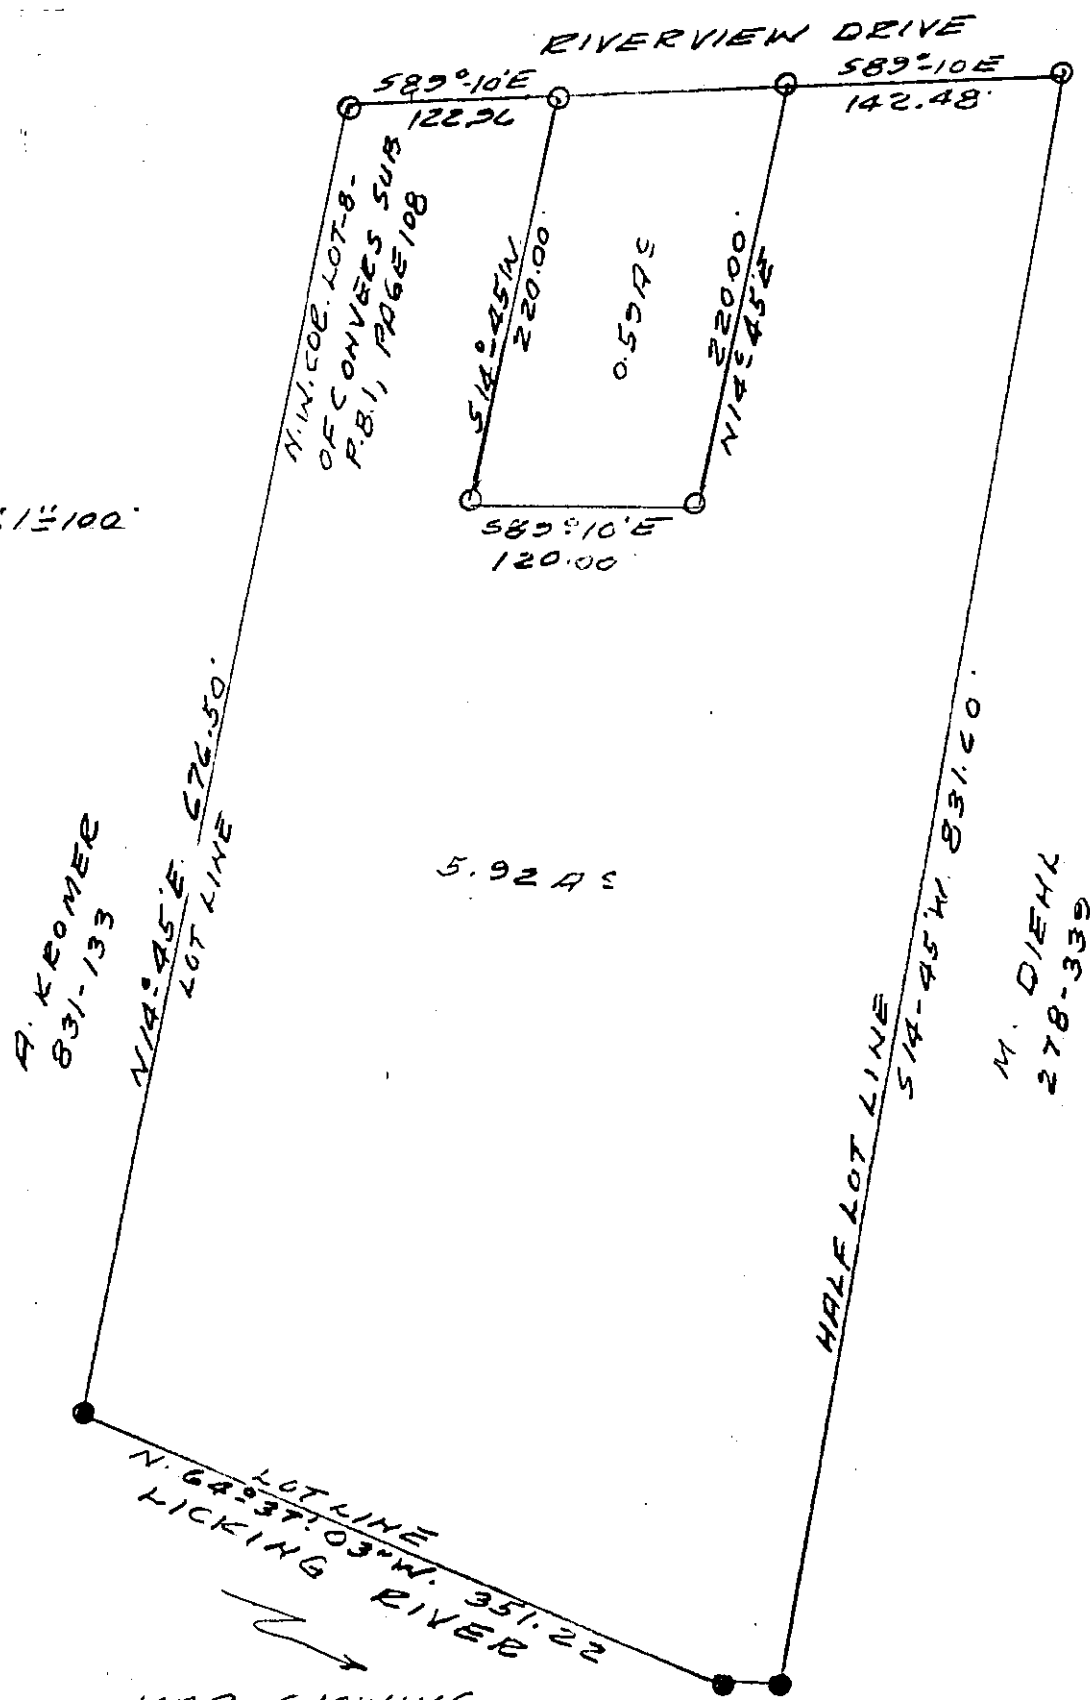 RIVERVIEW DRIVE
S89°-10'E
122.96
S89°-10E
142.48'
N.W. COR. LOT-8-
OF CONVERS SUB
P.B.1, PAGE 108
S14°-45'W.
220.00'
0.59 Ac
220.00'
N14°-45'E
S89°-10'E
120.00
1"=100'
N14°-45'E. 676.50'
LOT LINE
A. KROMER
831-133
5.92 Ac
HALF LOT LINE
S14-45'W. 831.60'
M. DIEHL
278-339
LOT LINE
N. 64°-37'-03"W. 351.22
LICKING RIVER